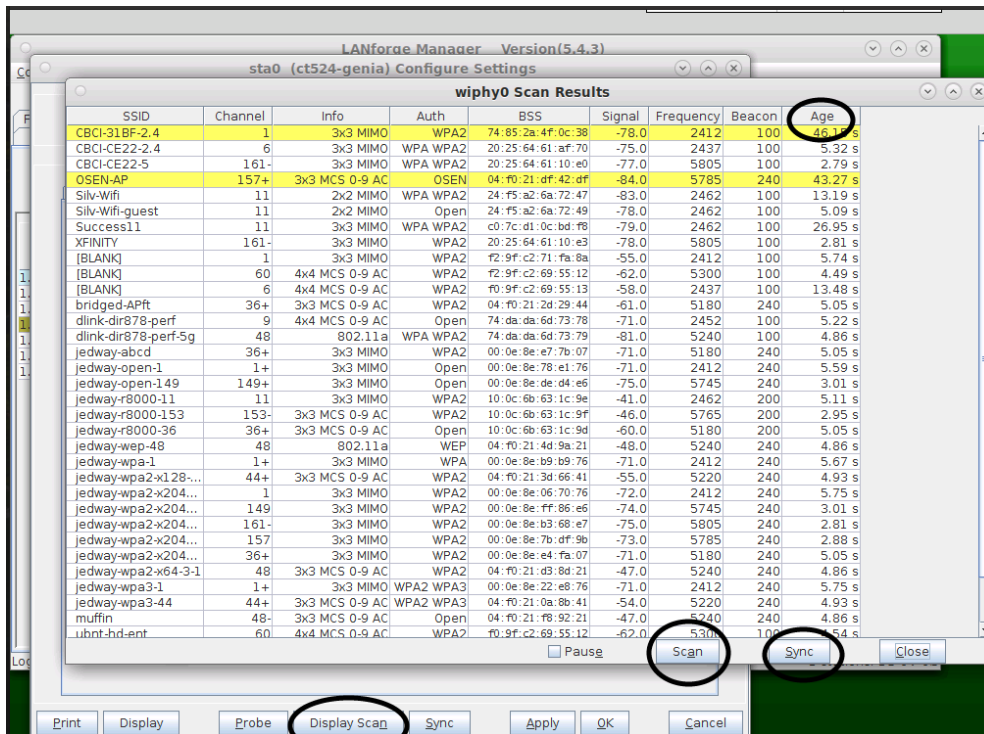 LANforge Manager Version(5.4.3)
sta0 (ct524-genia) Configure Settings
wiphy0 Scan Results
SSID Channel Info Auth BSS Signal Frequency Beacon Age
CBCI-31BF-2.4 1 3x3 MIMO WPA2 74:85:2a:4f:0c:38 -78.0 2412 100 46.15 s
CBCI-CE22-2.4 6 3x3 MIMO WPA WPA2 20:25:64:61:af:70 -75.0 2437 100 5.32 s
CBCI-CE22-5 161- 3x3 MIMO WPA WPA2 20:25:64:61:10:e0 -77.0 5805 100 2.79 s
OSEN-AP 157+ 3x3 MCS 0-9 AC OSEN 04:f0:21:df:42:df -84.0 5785 240 43.27 s
Silv-Wifi 11 2x2 MIMO WPA WPA2 24:f5:a2:6a:72:47 -83.0 2462 100 13.19 s
Silv-Wifi-guest 11 2x2 MIMO Open 24:f5:a2:6a:72:49 -78.0 2462 100 5.09 s
Success11 11 3x3 MIMO WPA WPA2 c0:7c:d1:0c:bd:f8 -79.0 2462 100 26.95 s
XFINITY 161- 3x3 MIMO WPA2 20:25:64:61:10:e3 -78.0 5805 100 2.81 s
[BLANK] 1 3x3 MIMO WPA2 f2:9f:c2:71:fa:8a -55.0 2412 100 5.74 s
[BLANK] 60 4x4 MCS 0-9 AC WPA2 f2:9f:c2:69:55:12 -62.0 5300 100 4.49 s
[BLANK] 6 4x4 MCS 0-9 AC WPA2 f0:9f:c2:69:55:13 -58.0 2437 100 13.48 s
bridged-APft 36+ 3x3 MCS 0-9 AC WPA2 04:f0:21:2d:29:44 -61.0 5180 240 5.05 s
dlink-dir878-perf 9 4x4 MCS 0-9 AC Open 74:da:da:6d:73:78 -71.0 2452 100 5.22 s
dlink-dir878-perf-5g 48 802.11a WPA WPA2 74:da:da:6d:73:79 -81.0 5240 100 4.86 s
jedway-abcd 36+ 3x3 MIMO WPA2 00:0e:8e:e7:7b:07 -71.0 5180 240 5.05 s
jedway-open-1 1+ 3x3 MIMO Open 00:0e:8e:78:e1:76 -71.0 2412 240 5.59 s
jedway-open-149 149+ 3x3 MIMO Open 00:0e:8e:de:d4:e6 -75.0 5745 240 3.01 s
jedway-r8000-11 11 3x3 MIMO WPA2 10:0c:6b:63:1c:9e -41.0 2462 200 5.11 s
jedway-r8000-153 153- 3x3 MCS 0-9 AC WPA2 10:0c:6b:63:1c:9f -46.0 5765 200 2.95 s
jedway-r8000-36 36+ 3x3 MCS 0-9 AC Open 10:0c:6b:63:1c:9d -60.0 5180 200 5.05 s
jedway-wep-48 48 802.11a WEP 04:f0:21:4d:9a:21 -48.0 5240 240 4.86 s
jedway-wpa-1 1+ 3x3 MIMO WPA 00:0e:8e:b9:b9:76 -71.0 2412 240 5.67 s
jedway-wpa2-x128-... 44+ 3x3 MCS 0-9 AC WPA2 04:f0:21:3d:66:41 -55.0 5220 240 4.93 s
jedway-wpa2-x204... 1 3x3 MIMO WPA2 00:0e:8e:06:70:76 -72.0 2412 240 5.75 s
jedway-wpa2-x204... 149 3x3 MIMO WPA2 00:0e:8e:ff:86:e6 -74.0 5745 240 3.01 s
jedway-wpa2-x204... 161- 3x3 MIMO WPA2 00:0e:8e:b3:68:e7 -75.0 5805 240 2.81 s
jedway-wpa2-x204... 157 3x3 MIMO WPA2 00:0e:8e:7b:df:9b -73.0 5785 240 2.88 s
jedway-wpa2-x204... 36+ 3x3 MIMO WPA2 00:0e:8e:e4:fa:07 -71.0 5180 240 5.05 s
jedway-wpa2-x64-3-1 48 3x3 MCS 0-9 AC WPA2 04:f0:21:d3:8d:21 -47.0 5240 240 4.86 s
jedway-wpa3-1 1+ 3x3 MIMO WPA2 WPA3 00:0e:8e:22:e8:76 -71.0 2412 240 5.75 s
jedway-wpa3-44 44+ 3x3 MCS 0-9 AC WPA2 WPA3 04:f0:21:0a:8b:41 -54.0 5220 240 4.93 s
muffin 48- 3x3 MCS 0-9 AC Open 04:f0:21:f8:92:21 -47.0 5240 240 4.86 s
ubnt-hd-ent 60 4x4 MCS 0-9 AC WPA2 f0:9f:c2:69:55:12 -62.0 5300 100 4.54 s
Pause Scan Sync Close
Print Display Probe Display Scan Sync Apply OK Cancel